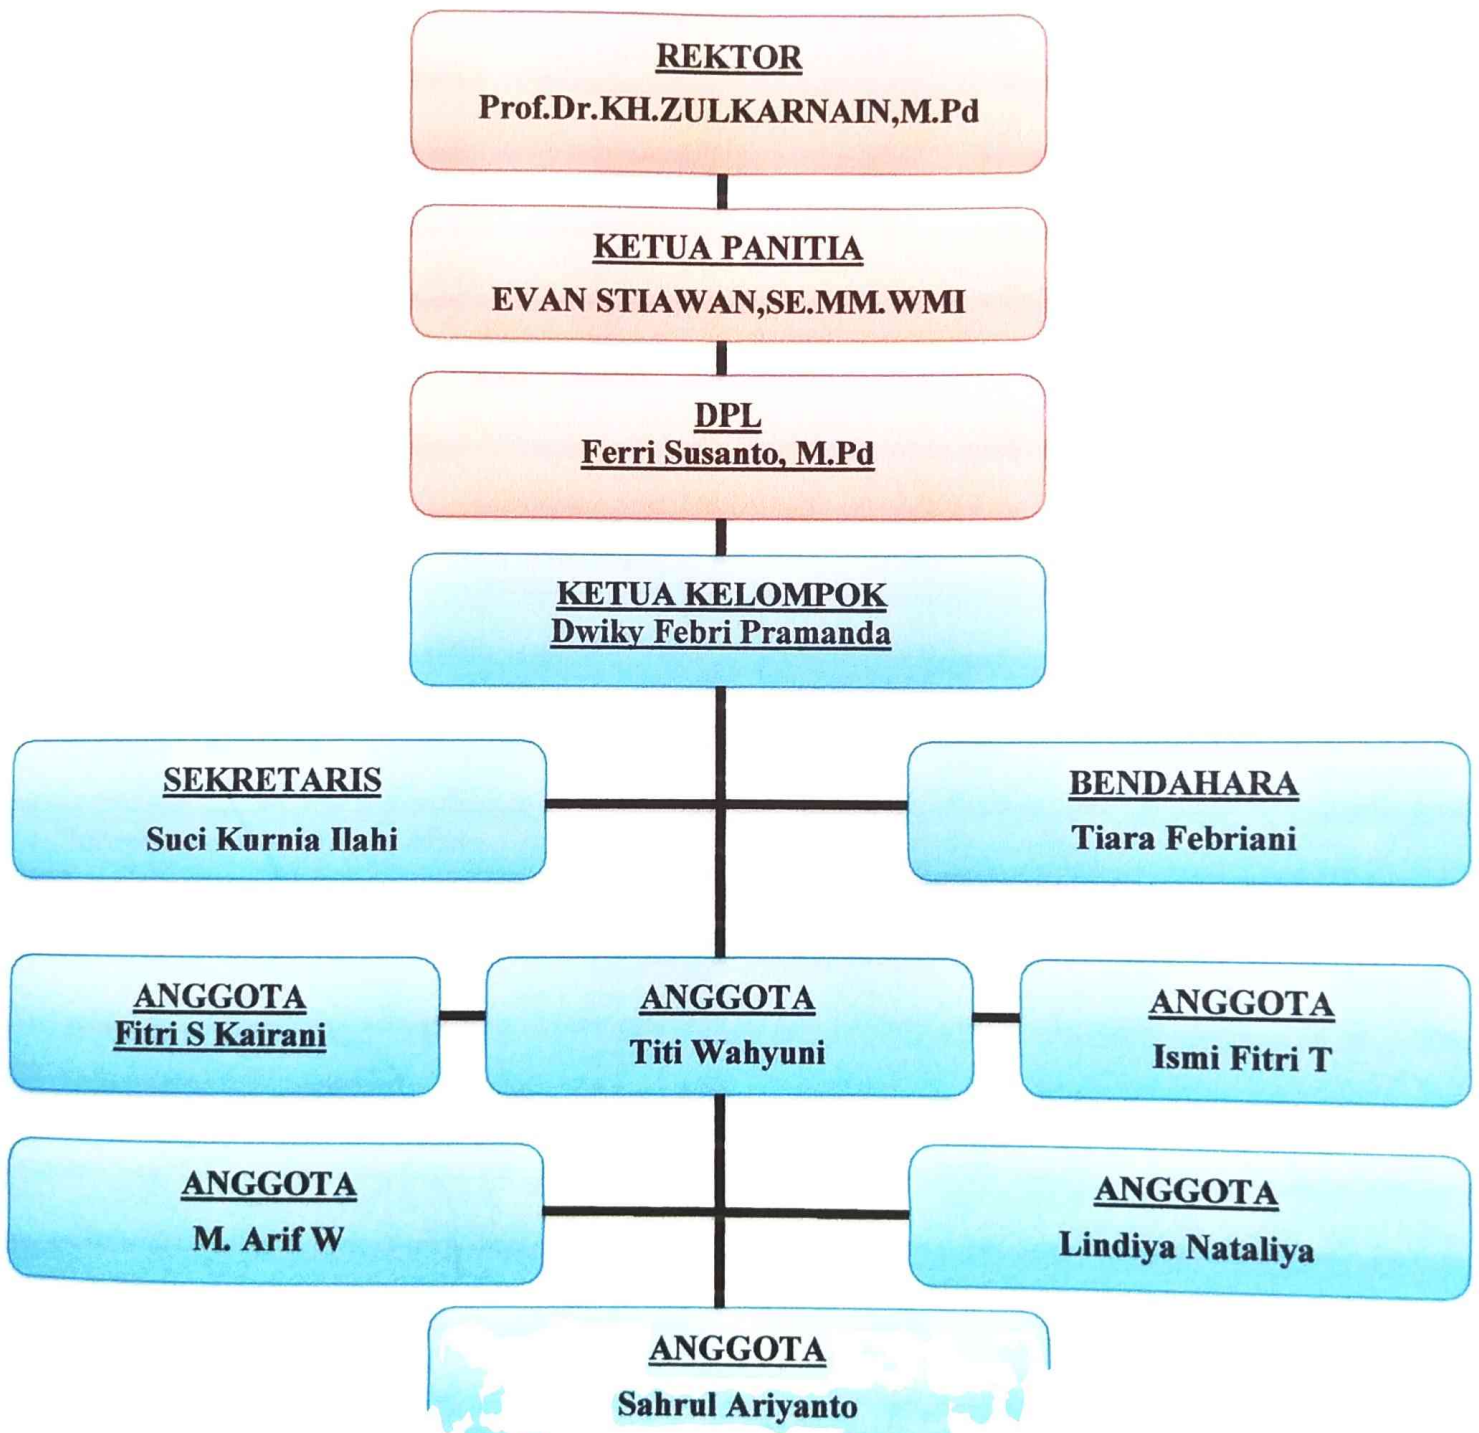 REKTOR
Prof.Dr.KH.ZULKARNAIN,M.Pd
KETUA PANITIA
EVAN STIAWAN,SE.MM.WMI
DPL
Ferri Susanto, M.Pd
KETUA KELOMPOK
Dwiky Febri Pramanda
SEKRETARIS
Suci Kurnia Ilahi
BENDAHARA
Tiara Febriani
ANGGOTA
Fitri S Kairani
ANGGOTA
Titi Wahyuni
ANGGOTA
Ismi Fitri T
ANGGOTA
M. Arif W
ANGGOTA
Lindiya Nataliya
ANGGOTA
Sahrul Ariyanto